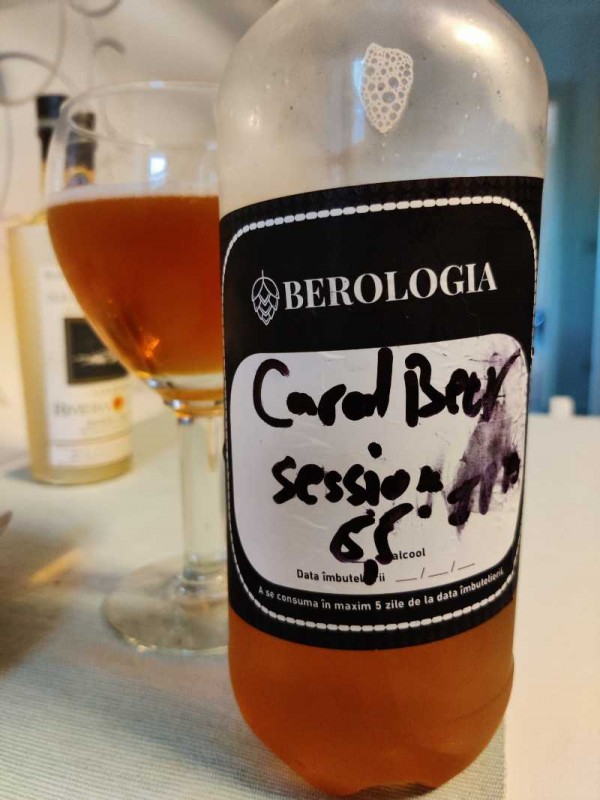 BEROLOGIA
Carol Beer
session
6,5
alcool
Data îmbutelierii __/__/__
A se consuma în maxim 5 zile de la data îmbutelierii